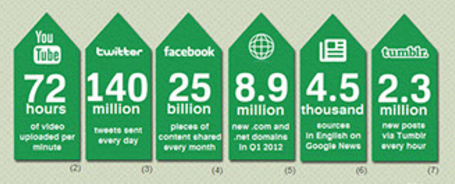 You
Tube
72
hours
of video
uploaded per
minute
(2)
twitter
140
million
tweets sent
every day
(3)
facebook
25
billion
pieces of
content shared
every month
(4)
8.9
million
new .com and
.net domains
in Q1 2012
(5)
4.5
thousand
sources
in English on
Google News
(6)
tumblr.
2.3
million
new posts
via Tumblr
every hour
(7)